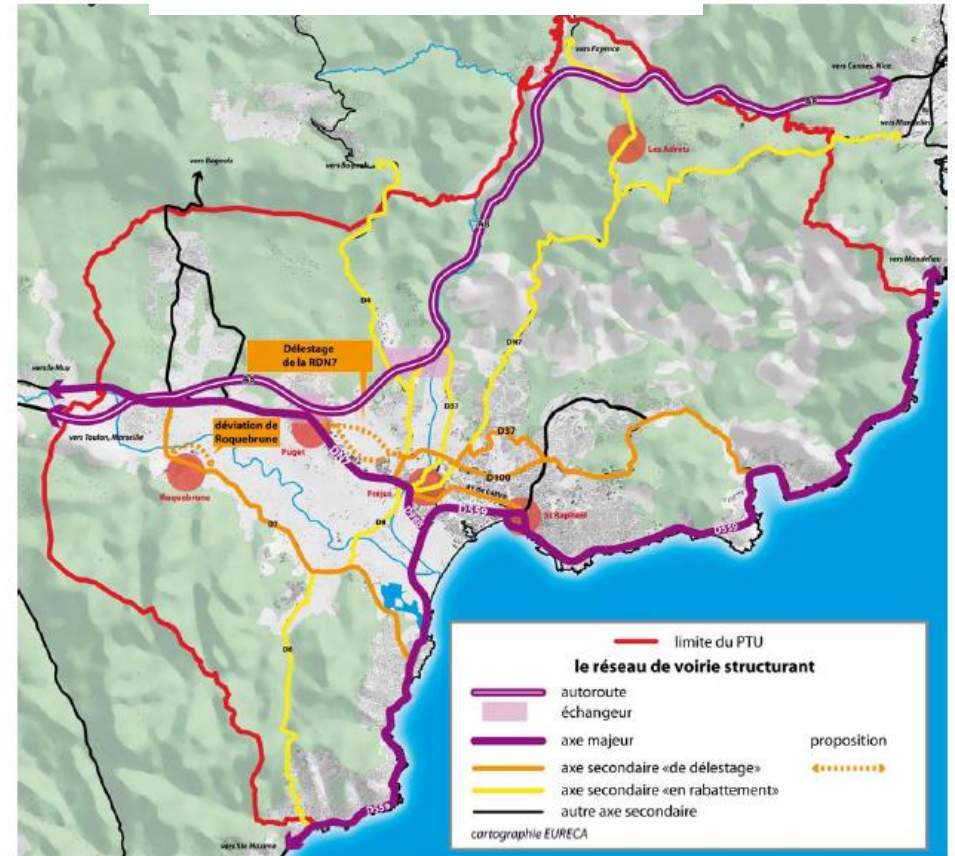 vers Fayence
vers Cannes, Nice
A8
vers Mandelieu
Les Adrets
vers Bagnols
vers Bagnols
A8
vers Mandelieu
D4
DN7
Délestage
de la RDN7
vers le Muy
A8
D37
déviation de
Roquebrune
vers Toulon, Marseille
Puget
DN7
D37
D100
Roquebrune
Fréjus
D559
St Raphaël
D7
D8
D559
D8
limite du PTU
le réseau de voirie structurant
autoroute
échangeur
axe majeur
proposition
axe secondaire «de délestage»
axe secondaire «en rabattement»
autre axe secondaire
cartographie EURECA
D559
vers Ste Maxime